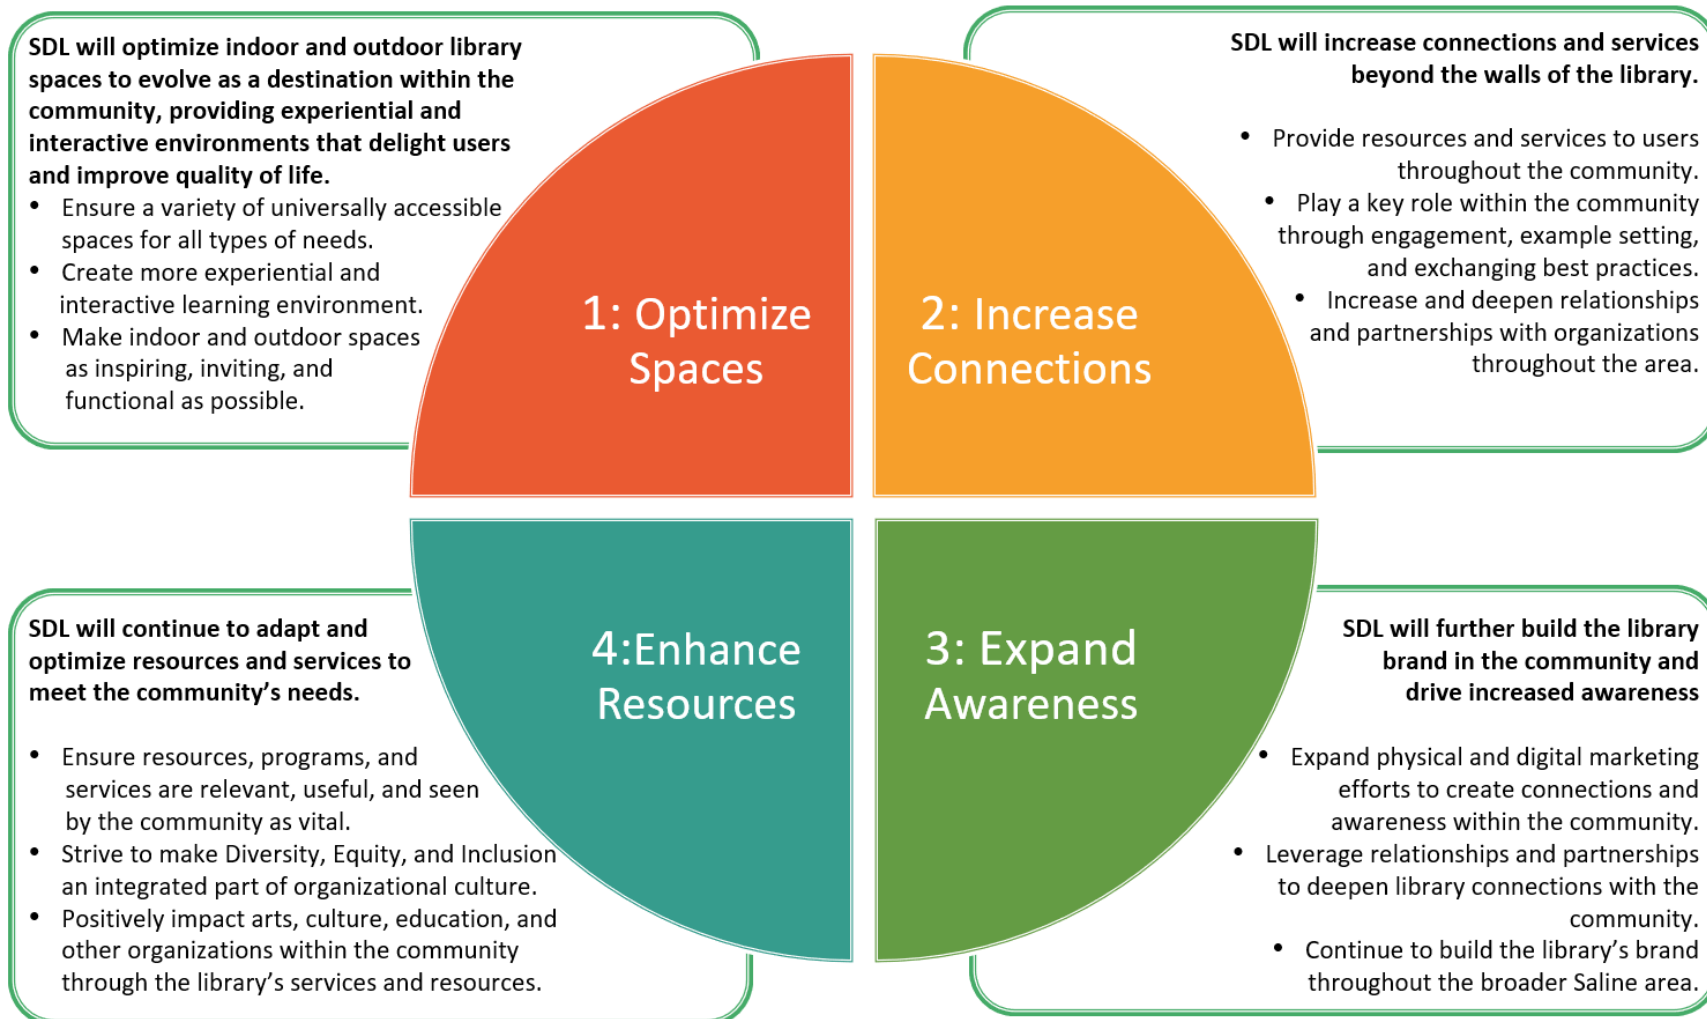 SDL will optimize indoor and outdoor library
spaces to evolve as a destination within the
community, providing experiential and
interactive environments that delight users
and improve quality of life.
• Ensure a variety of universally accessible
spaces for all types of needs.
• Create more experiential and
interactive learning environment.
• Make indoor and outdoor spaces
as inspiring, inviting, and
functional as possible.
1: Optimize
Spaces
2: Increase
Connections
SDL will increase connections and services
beyond the walls of the library.
• Provide resources and services to users
throughout the community.
• Play a key role within the community
through engagement, example setting,
and exchanging best practices.
• Increase and deepen relationships
and partnerships with organizations
throughout the area.
SDL will continue to adapt and
optimize resources and services to
meet the community’s needs.
• Ensure resources, programs, and
services are relevant, useful, and seen
by the community as vital.
• Strive to make Diversity, Equity, and Inclusion
an integrated part of organizational culture.
• Positively impact arts, culture, education, and
other organizations within the community
through the library’s services and resources.
4:Enhance
Resources
3: Expand
Awareness
SDL will further build the library
brand in the community and
drive increased awareness
• Expand physical and digital marketing
efforts to create connections and
awareness within the community.
• Leverage relationships and partnerships
to deepen library connections with the
community.
• Continue to build the library’s brand
throughout the broader Saline area.